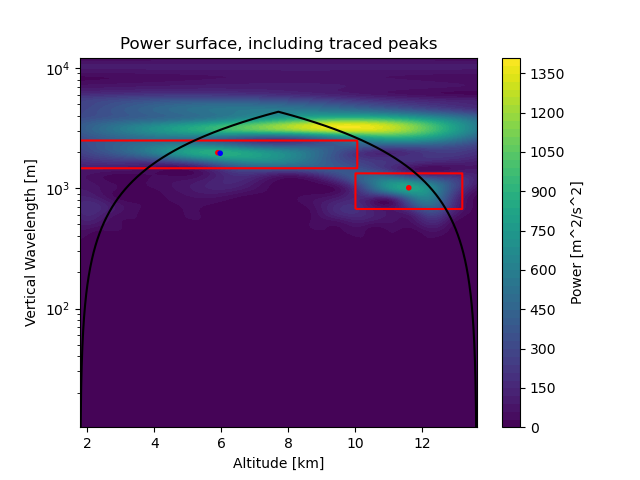 Power surface, including traced peaks
Vertical Wavelength [m]
10^4
10^3
10^2
2 4 6 8 10 12
Altitude [km]
1350
1200
1050
900
750
600
450
300
150
0
Power [m^2/s^2]